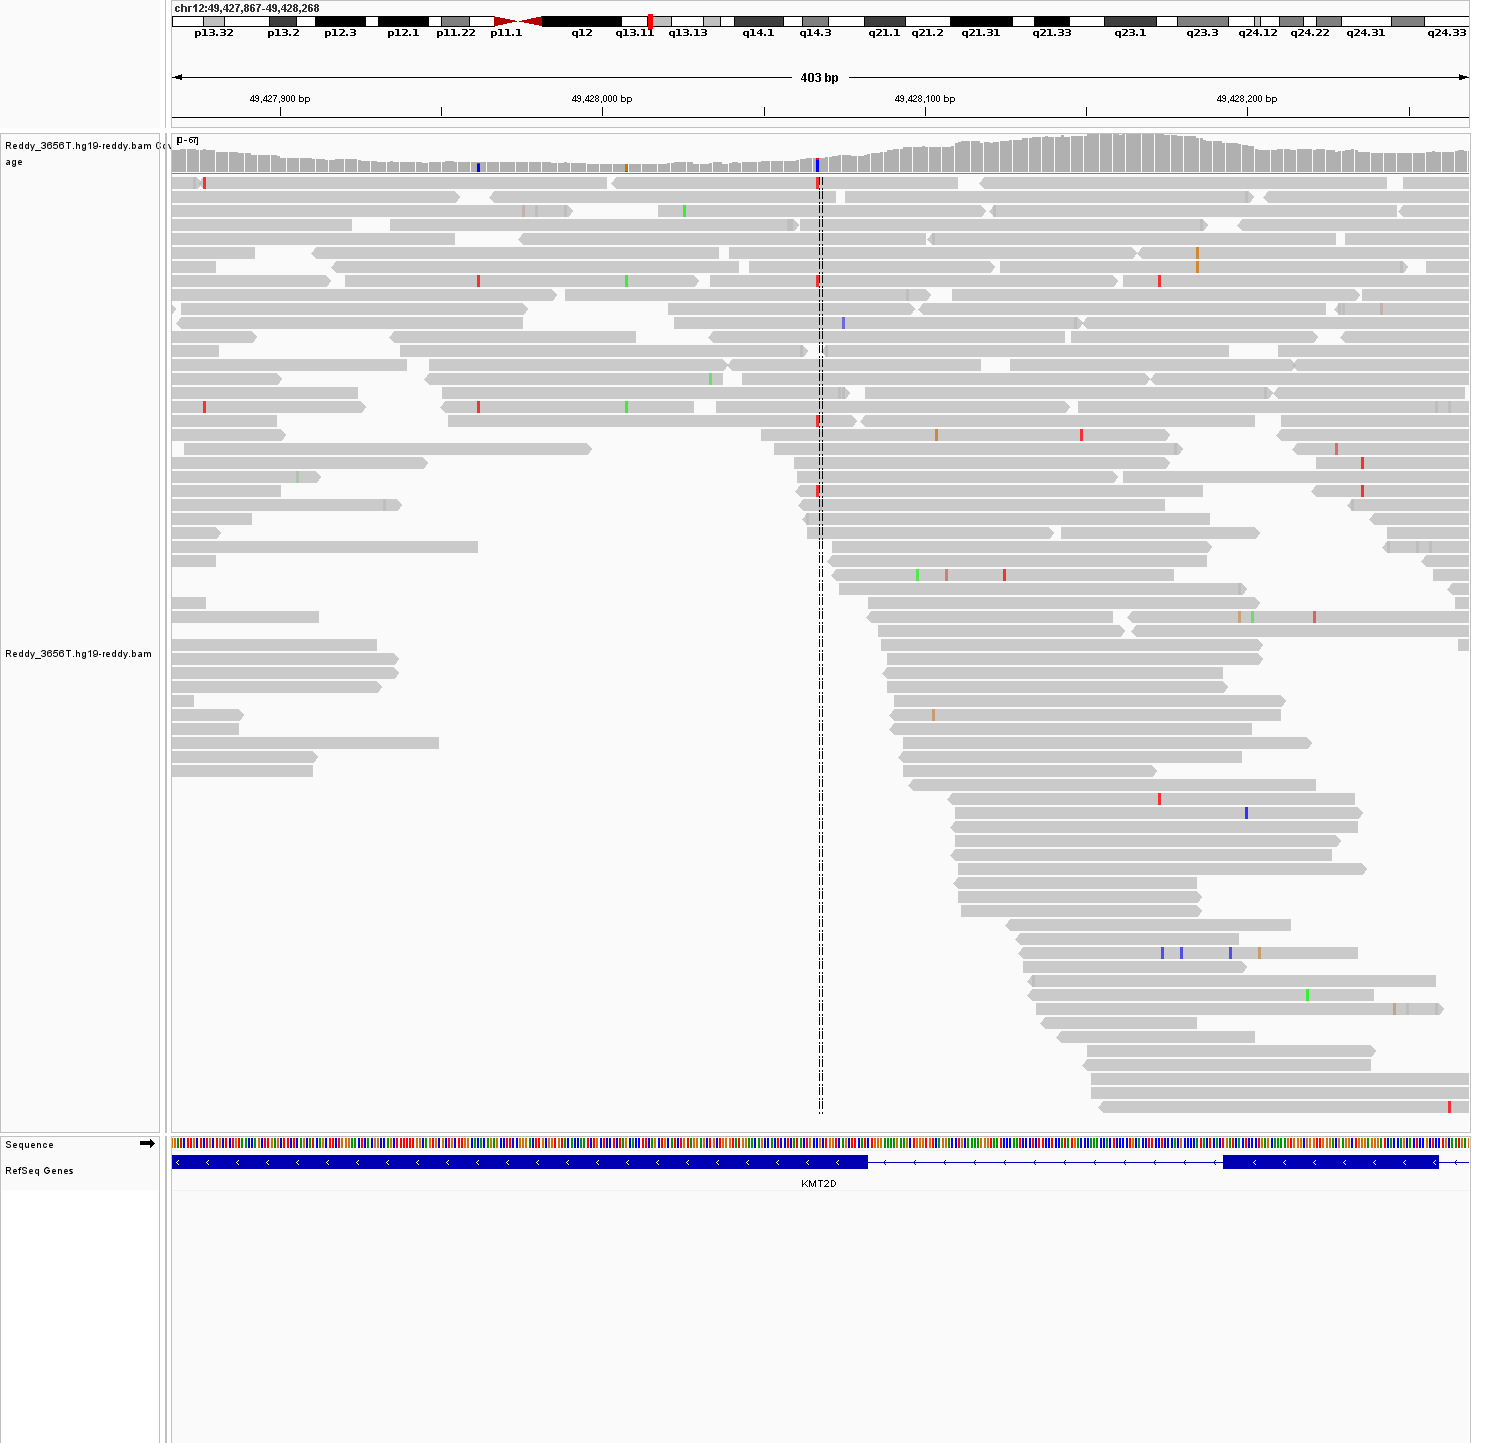 chr12:49,427,867-49,428,268
p13.32 p13.2 p12.3 p12.1 p11.22 p11.1 q12 q13.11 q13.13 q14.1 q14.3 q21.1 q21.2 q21.31 q21.33 q23.1 q23.3 q24.12 q24.22 q24.31 q24.33
403 bp
49,427,900 bp 49,428,000 bp 49,428,100 bp 49,428,200 bp
Reddy_3656T.hg19-reddy.bam Cov
age
[0 - 67]
Reddy_3656T.hg19-reddy.bam
Sequence
RefSeq Genes
KMT2D